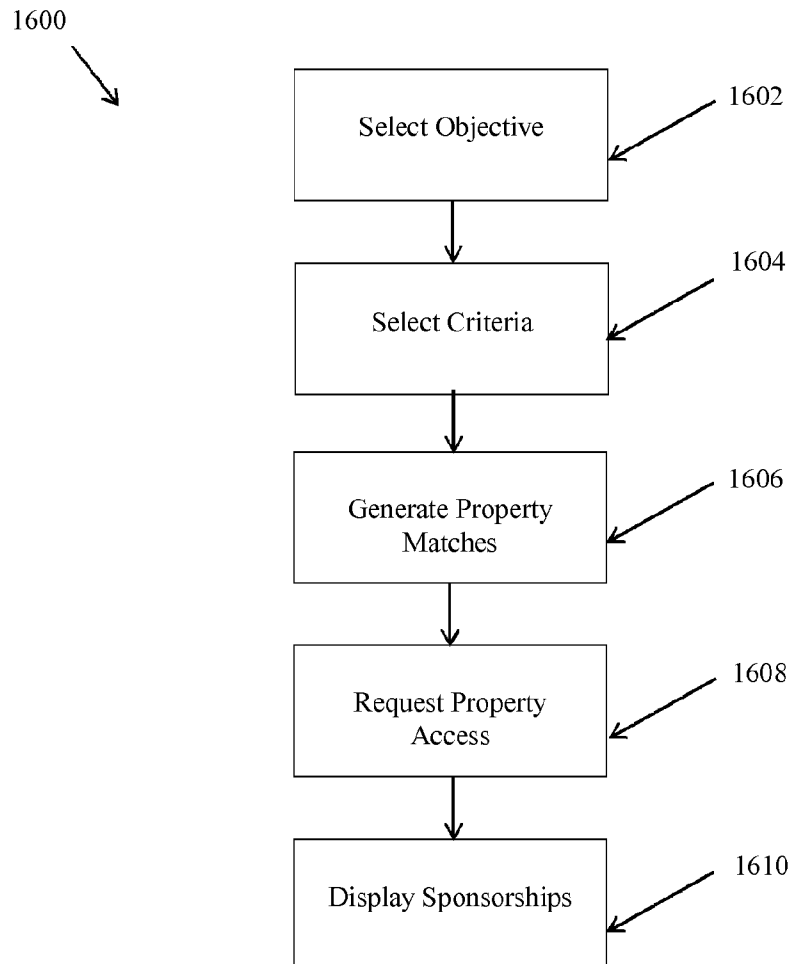 1600
1602
Select Objective
1604
Select Criteria
1606
Generate Property
Matches
1608
Request Property
Access
1610
Display Sponsorships